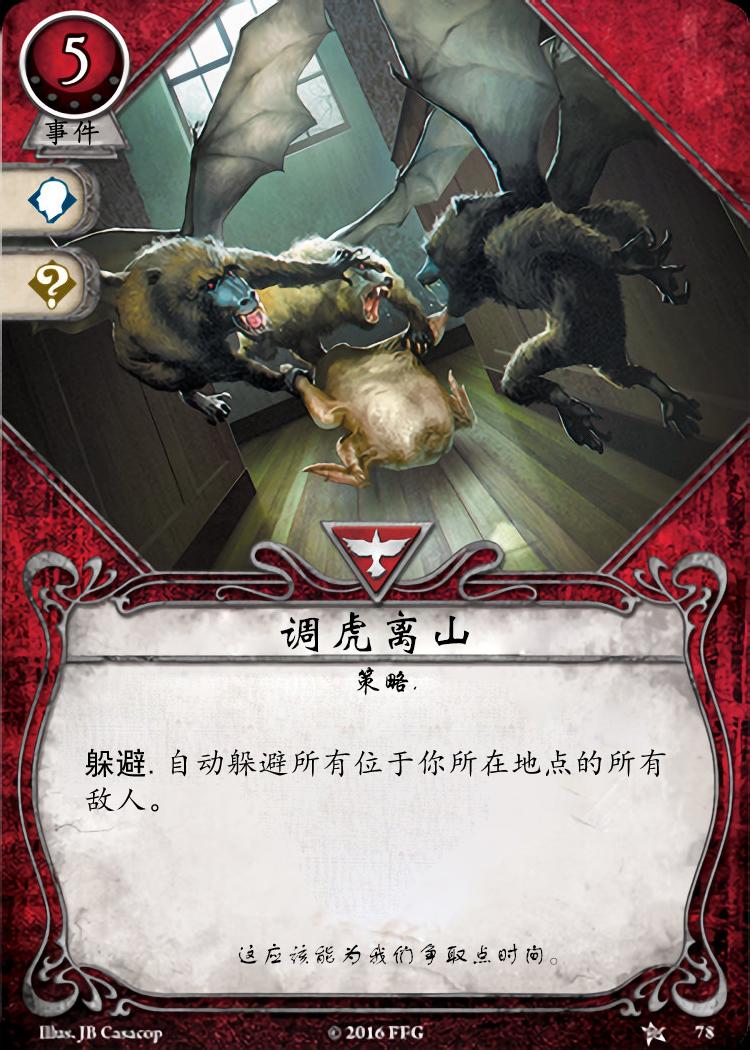 5
事件
?
调虎离山
策略.
躲避. 自动躲避所有位于你所在地点的所有
敌人。
这应该能为我们争取点时间。
Illus. JB Casacop
© 2016 FFG
78